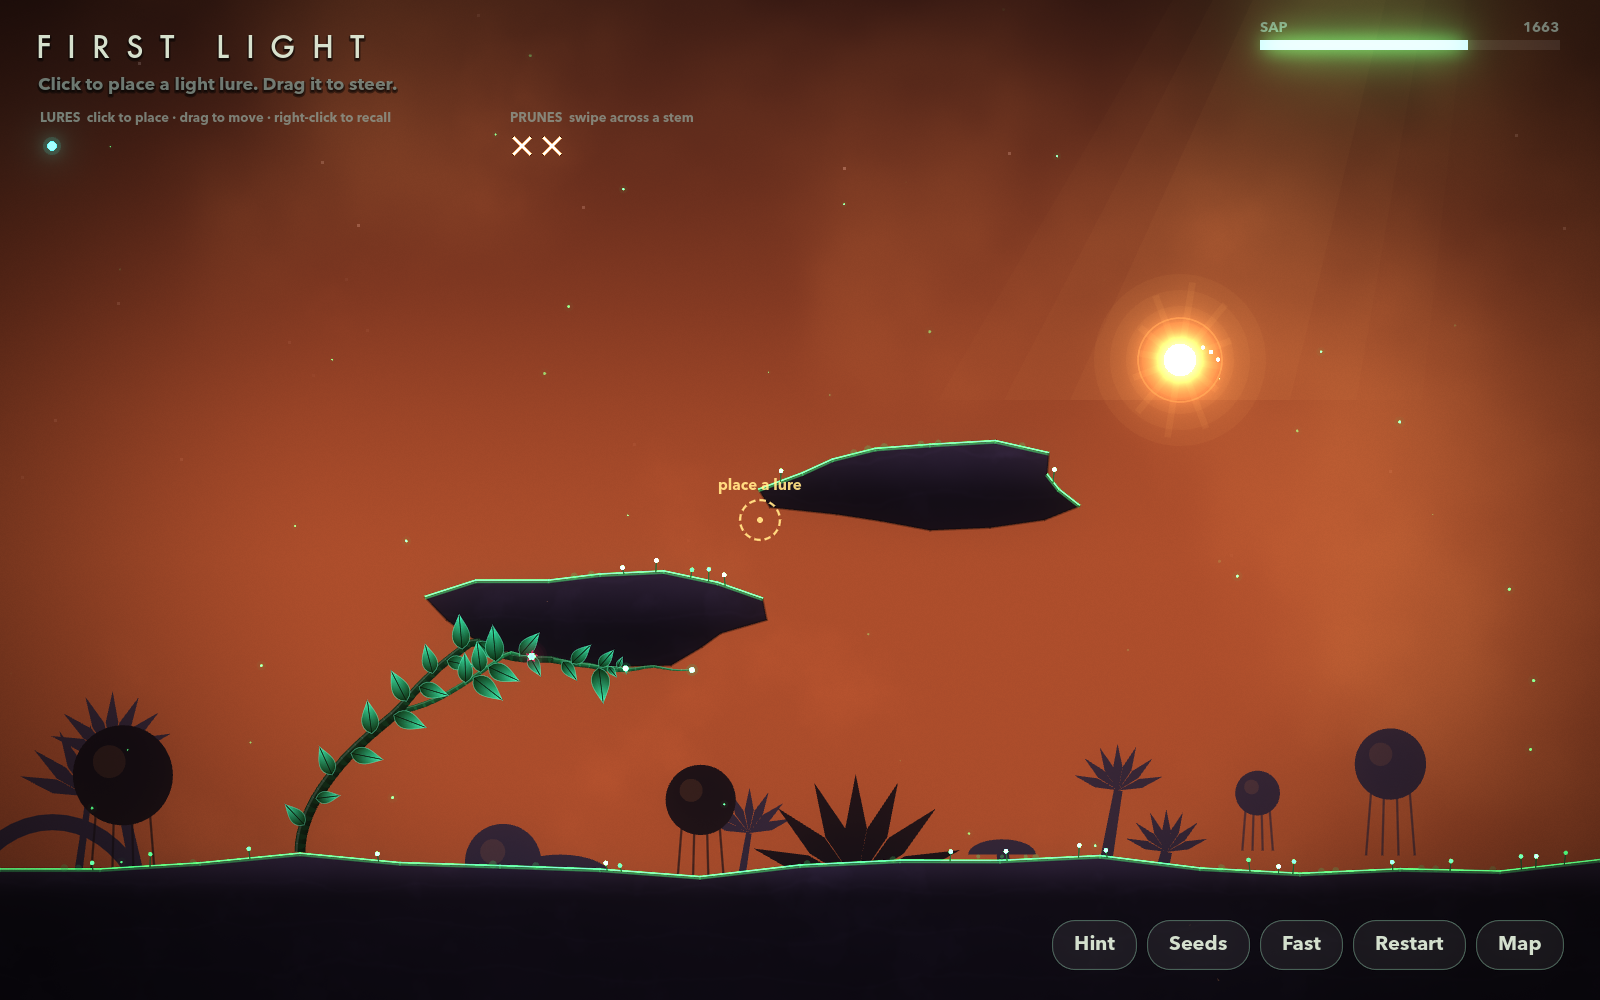 FIRST LIGHT
Click to place a light lure. Drag it to steer.
LURES click to place · drag to move · right-click to recall
PRUNES swipe across a stem
SAP 1663
place a lure
Hint
Seeds
Fast
Restart
Map